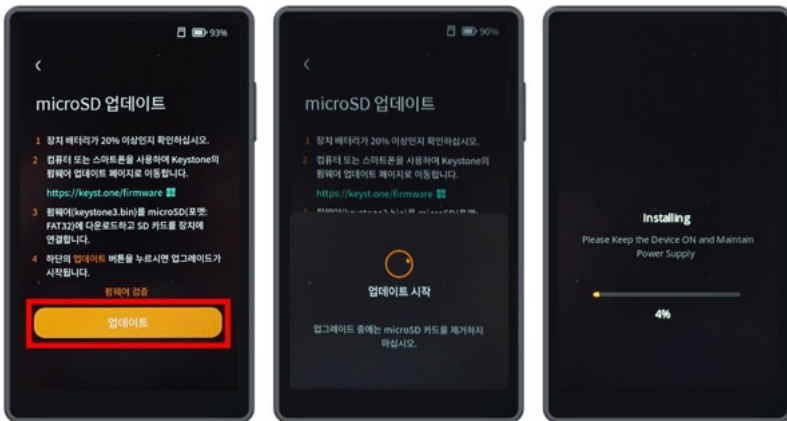 93%
microSD 업데이트
1 장치 배터리가 20% 이상인지 확인하십시오.
2 컴퓨터 또는 스마트폰을 사용하여 Keystone의
펌웨어 업데이트 페이지로 이동합니다.
https://keyst.one/firmware
3 펌웨어(keystone3.bin)를 microSD(포맷:
FAT32)에 다운로드하고 SD 카드를 장치에
연결합니다.
4 하단의 업데이트 버튼을 누르시면 업그레이드가
시작됩니다.
펌웨어 검증
업데이트
90%
microSD 업데이트
1 장치 배터리가 20% 이상인지 확인하십시오.
2 컴퓨터 또는 스마트폰을 사용하여 Keystone의
펌웨어 업데이트 페이지로 이동합니다.
https://keyst.one/firmware
3 펌웨어(keystone3.bin)를 microSD(포맷:
업데이트 시작
업그레이드 중에는 microSD 카드를 제거하지
마십시오.
Installing
Please Keep the Device ON and Maintain
Power Supply
4%